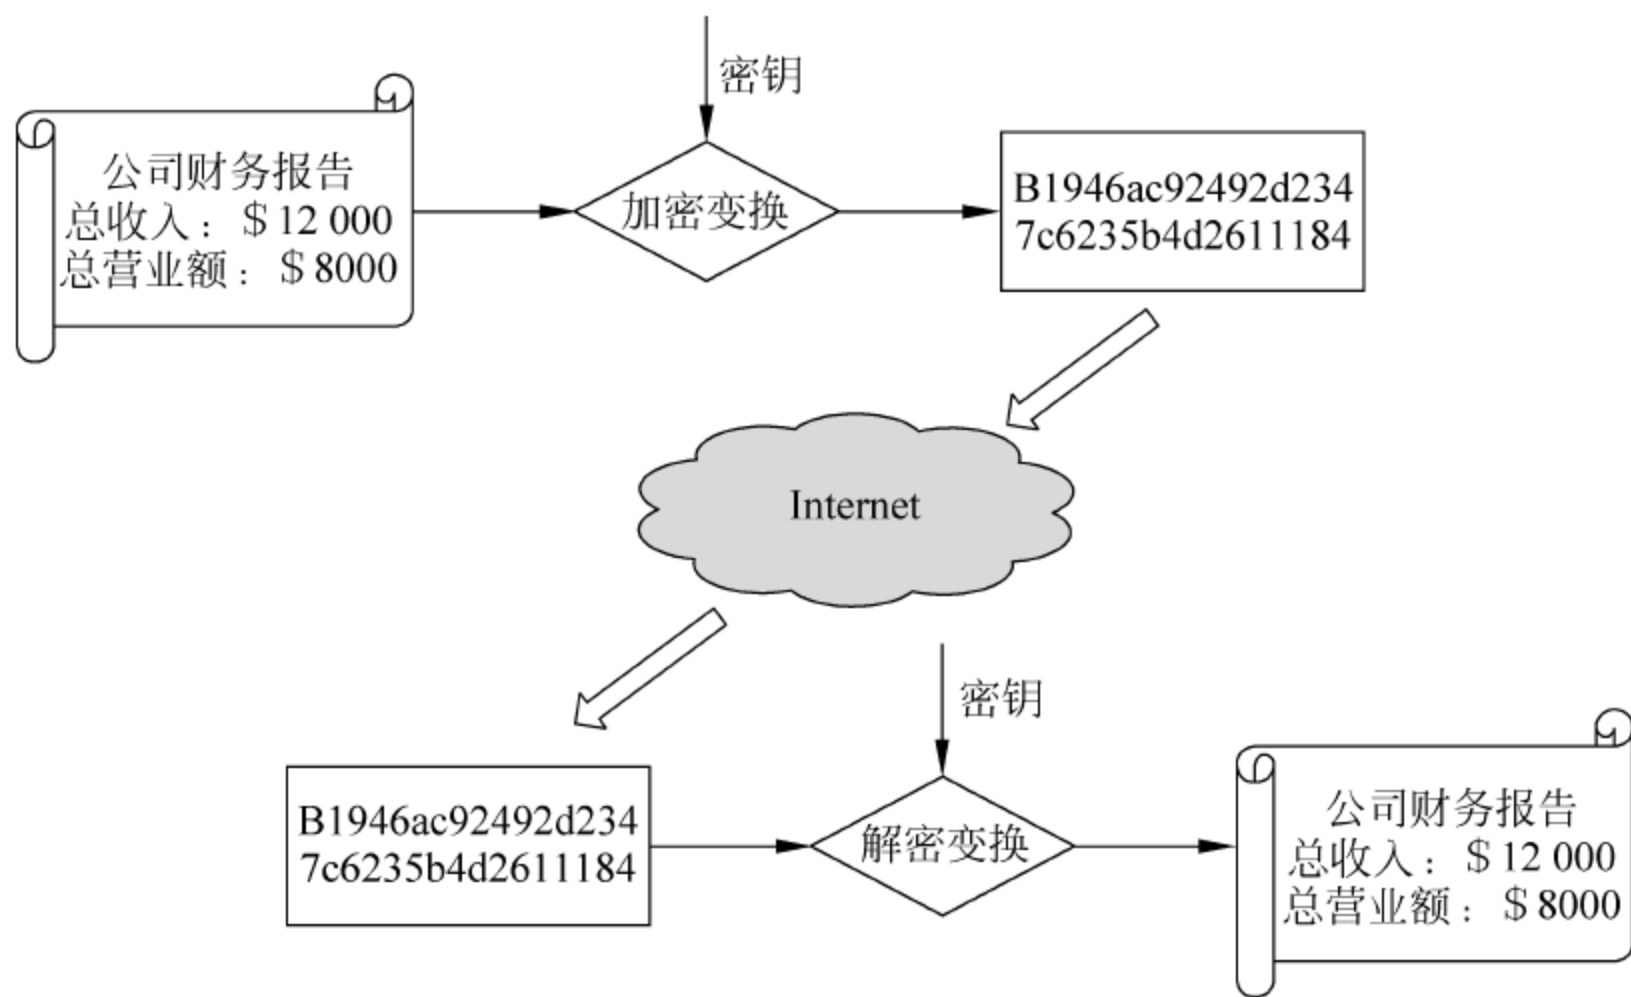 密钥
公司财务报告
总收入：＄12 000
总营业额：＄8000
加密变换
B1946ac92492d234
7c6235b4d2611184
Internet
密钥
B1946ac92492d234
7c6235b4d2611184
解密变换
公司财务报告
总收入：＄12 000
总营业额：＄8000